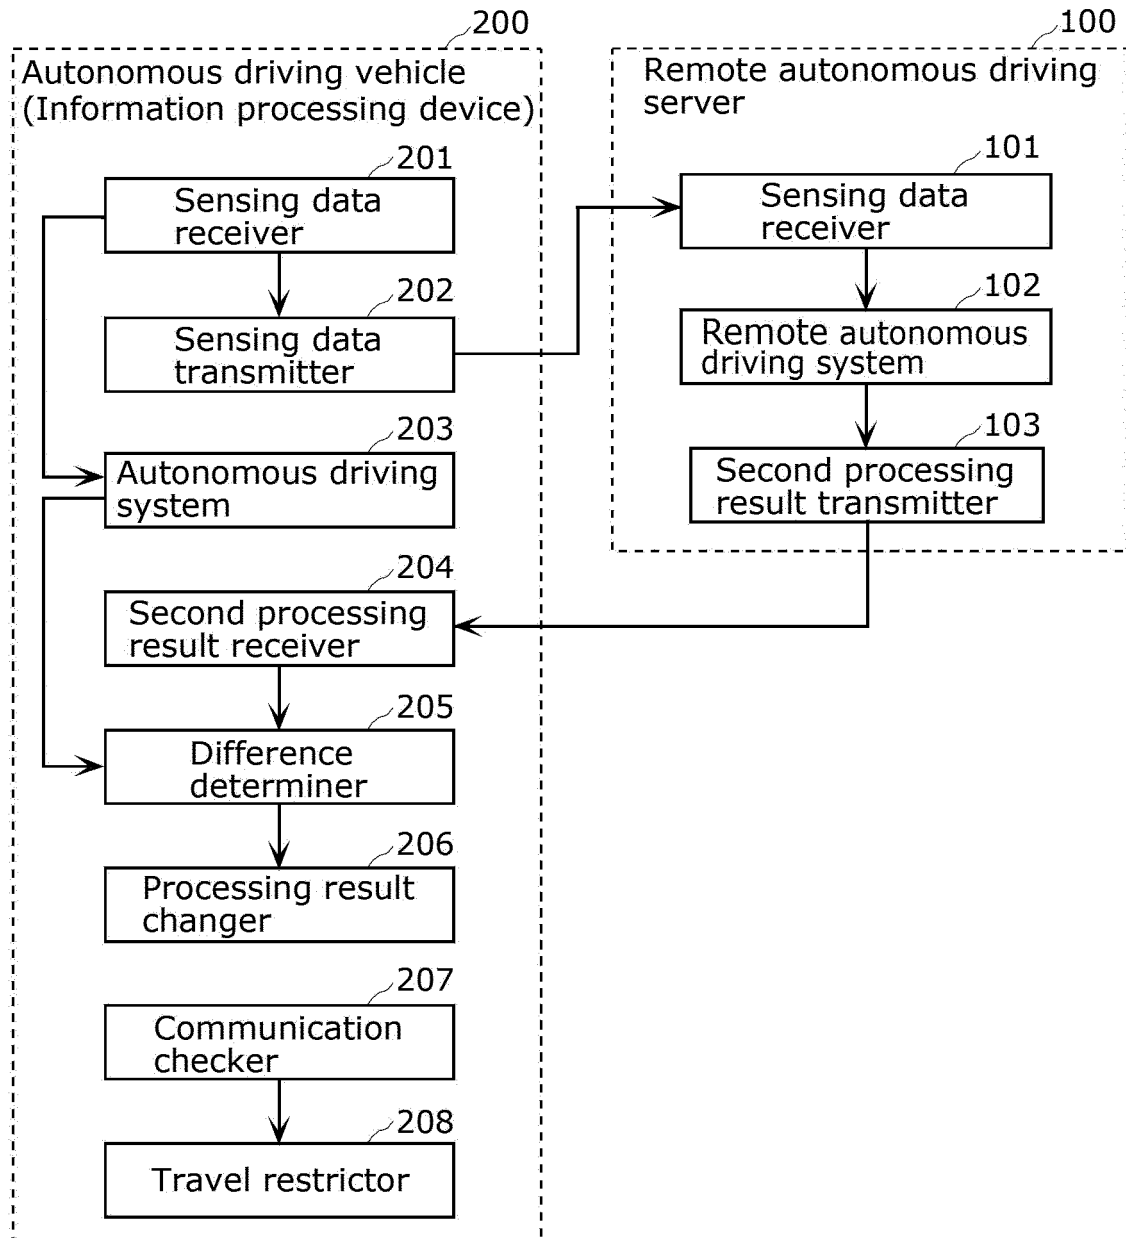 200
Autonomous driving vehicle
(Information processing device)
201
Sensing data
receiver
202
Sensing data
transmitter
203
Autonomous driving
system
204
Second processing
result receiver
205
Difference
determiner
206
Processing result
changer
207
Communication
checker
208
Travel restrictor
100
Remote autonomous driving
server
101
Sensing data
receiver
102
Remote autonomous
driving system
103
Second processing
result transmitter